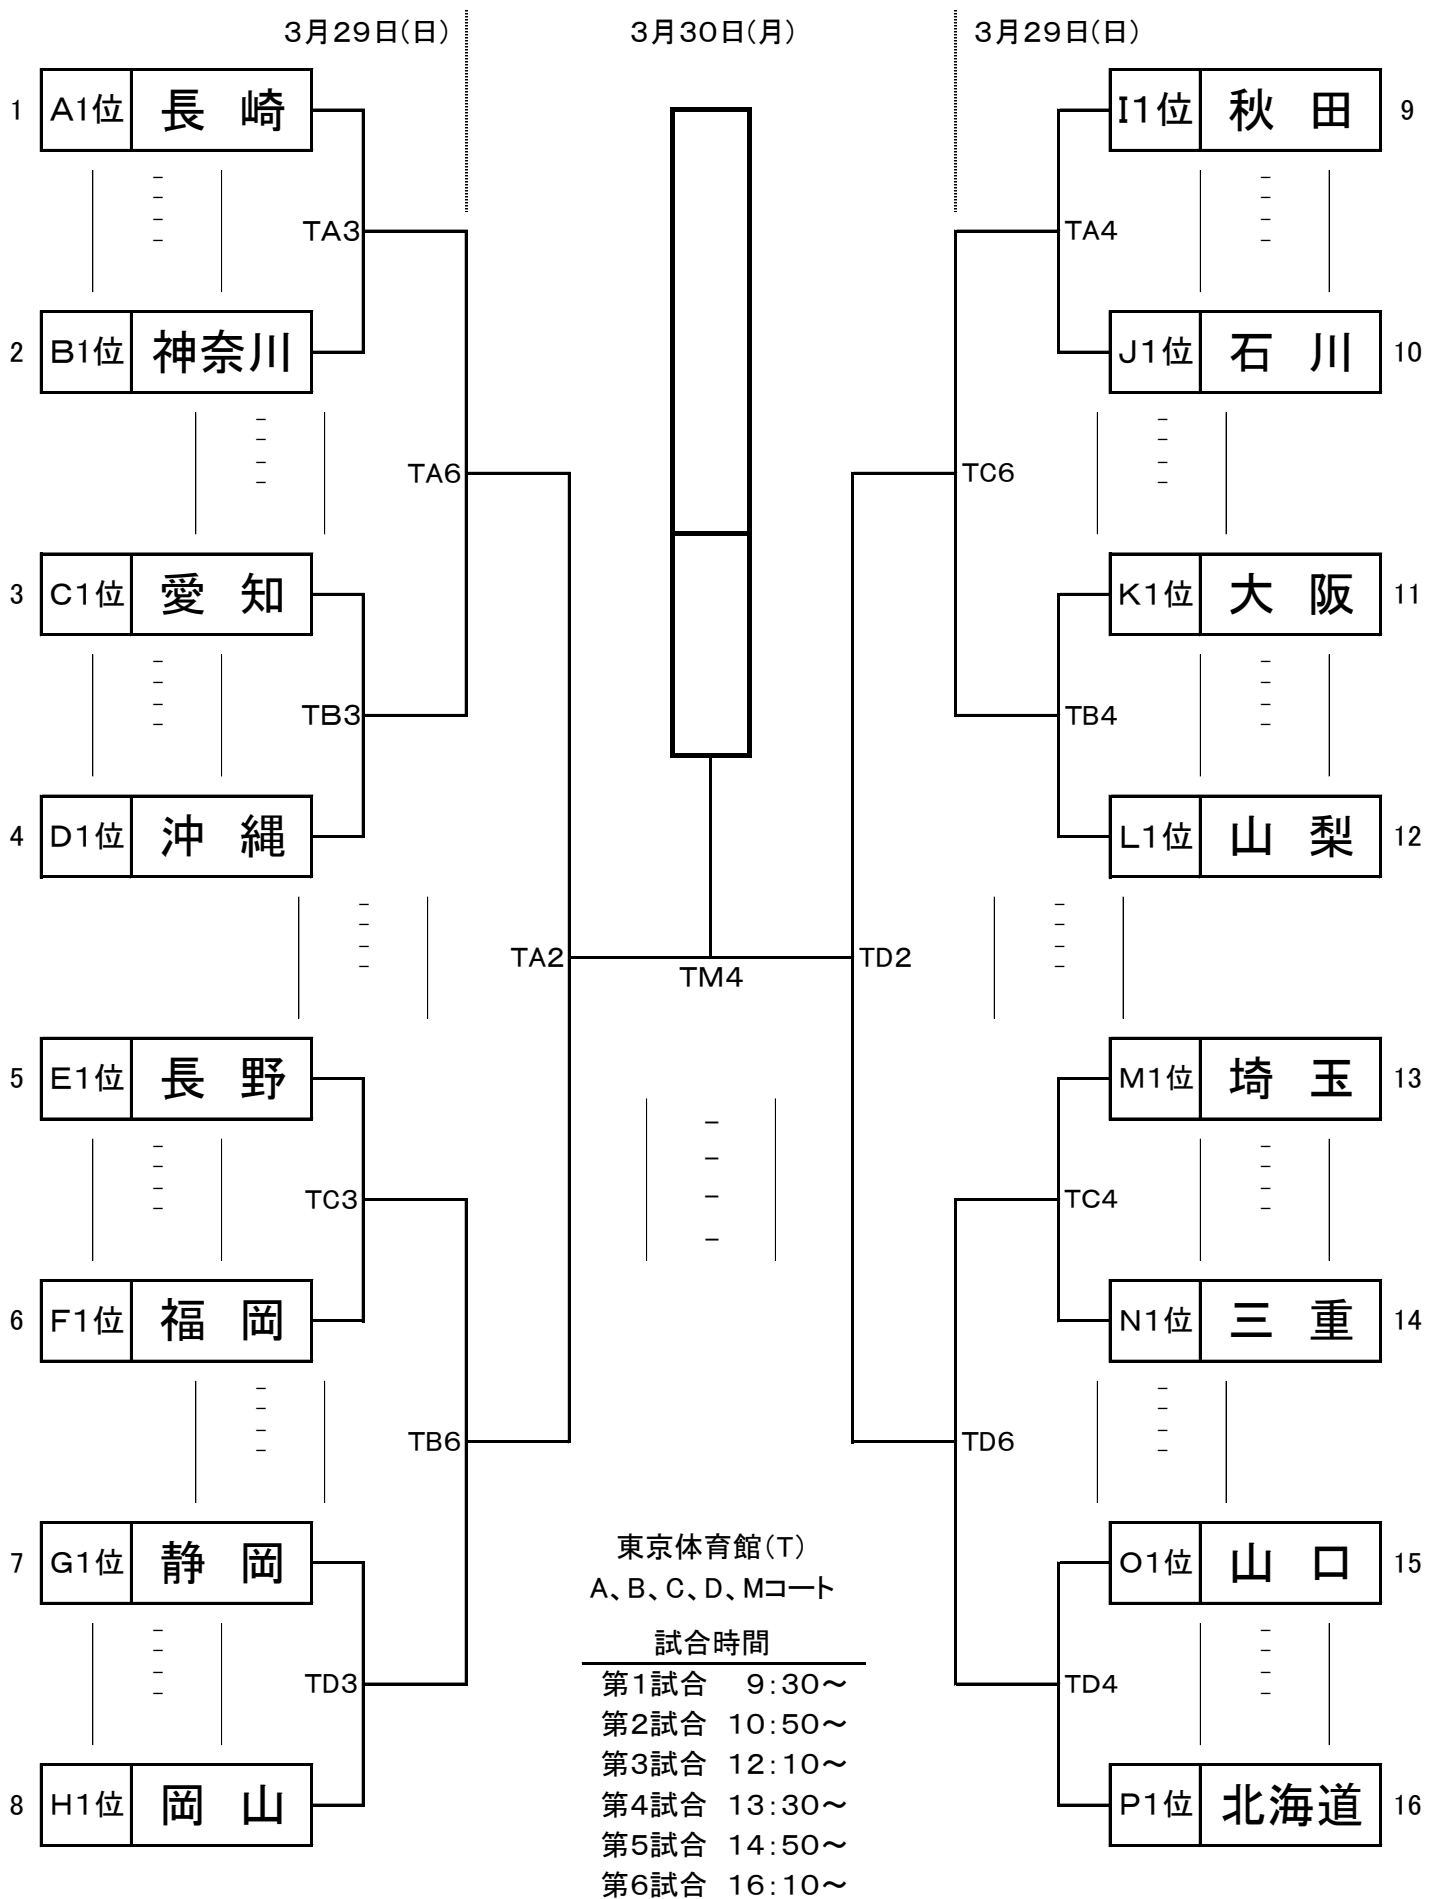 3月29日(日)
3月30日(月)
3月29日(日)
1 A1位 長 崎
I1位 秋 田 9
TA3
TA4
2 B1位 神奈川
J1位 石 川 10
TA6
TC6
3 C1位 愛 知
K1位 大 阪 11
TB3
TB4
4 D1位 沖 縄
L1位 山 梨 12
TA2
TM4
TD2
5 E1位 長 野
M1位 埼 玉 13
TC3
TC4
6 F1位 福 岡
N1位 三 重 14
TB6
TD6
7 G1位 静 岡
O1位 山 口 15
TD3
TD4
8 H1位 岡 山
P1位 北海道 16
東京体育館(T)
A、B、C、D、Mコート
試合時間
第1試合 9:30～
第2試合 10:50～
第3試合 12:10～
第4試合 13:30～
第5試合 14:50～
第6試合 16:10～